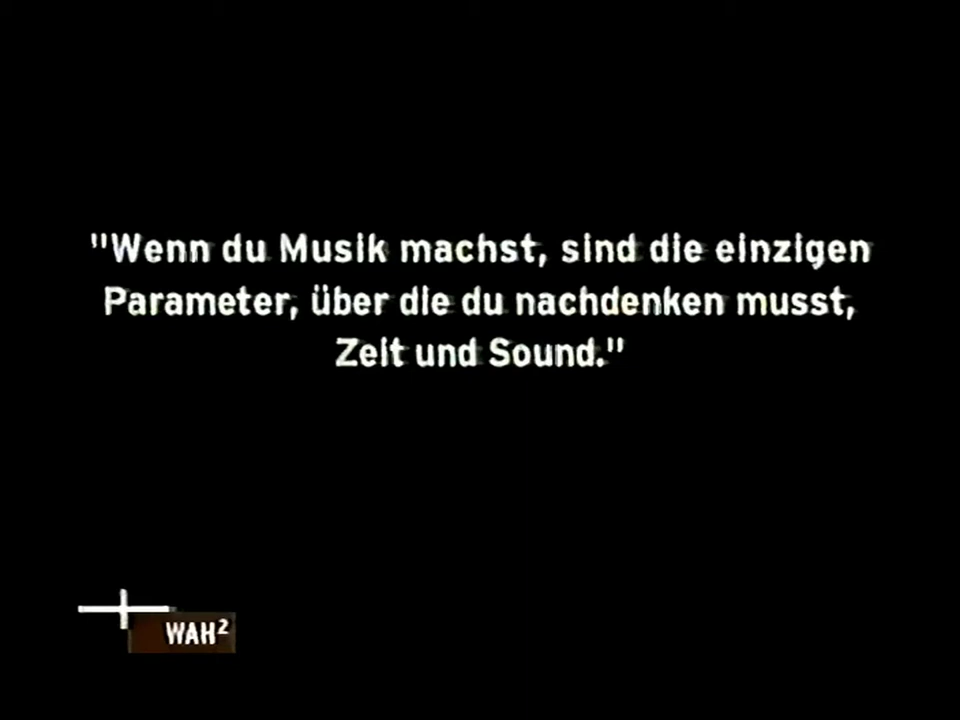 "Wenn du Musik machst, sind die einzigen
Parameter, über die du nachdenken musst,
Zeit und Sound."
WAH²